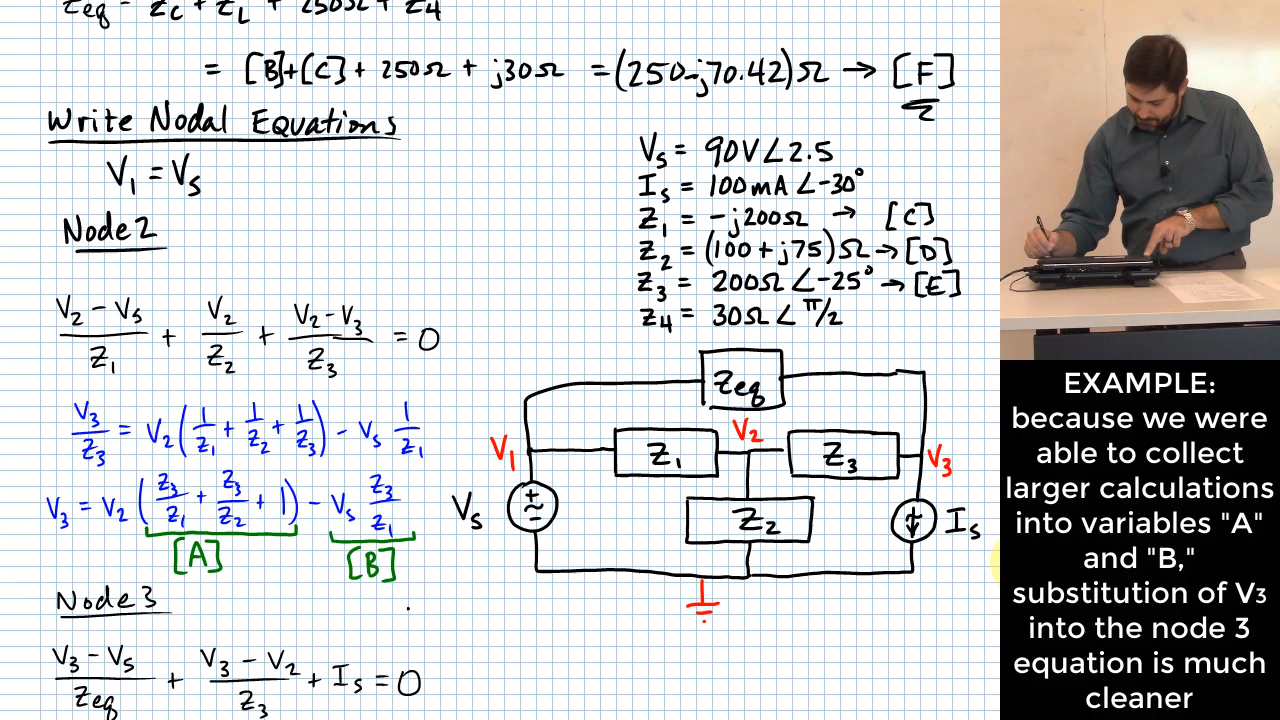 Zeq = ZC + ZL + 250Ω + Z4
= [B]+[C] + 250Ω + j30Ω = (250-j70.42)Ω → [F]
Write Nodal Equations
V1 = VS
Node 2
(V2 - VS)/Z1 + V2/Z2 + (V2 - V3)/Z3 = 0
V3/Z3 = V2(1/Z1 + 1/Z2 + 1/Z3) - VS 1/Z1
V3 = V2(Z3/Z1 + Z3/Z2 + 1) - VS Z3/Z1
[A] [B]
Node 3
(V3 - VS)/Zeq + (V3 - V2)/Z3 + IS = 0
VS = 90V∠2.5
IS = 100mA∠-30°
Z1 = -j200Ω → [C]
Z2 = (100 + j75)Ω → [D]
Z3 = 200Ω∠-25° → [E]
Z4 = 30Ω∠π/2
Zeq
V1 Z1 V2 Z3 V3
VS + ~ - Z2 IS
EXAMPLE:
because we were
able to collect
larger calculations
into variables "A"
and "B,"
substitution of V3
into the node 3
equation is much
cleaner